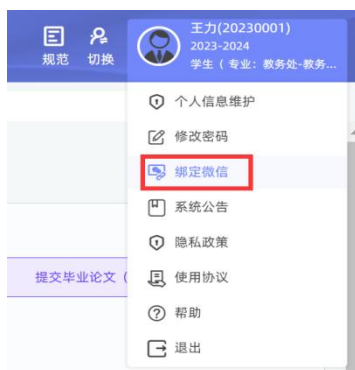 规范 切换
王力(20230001)
2023-2024
学生（ 专业：教务处-教务...
个人信息维护
修改密码
绑定微信
系统公告
隐私政策
提交毕业论文（
使用协议
帮助
退出